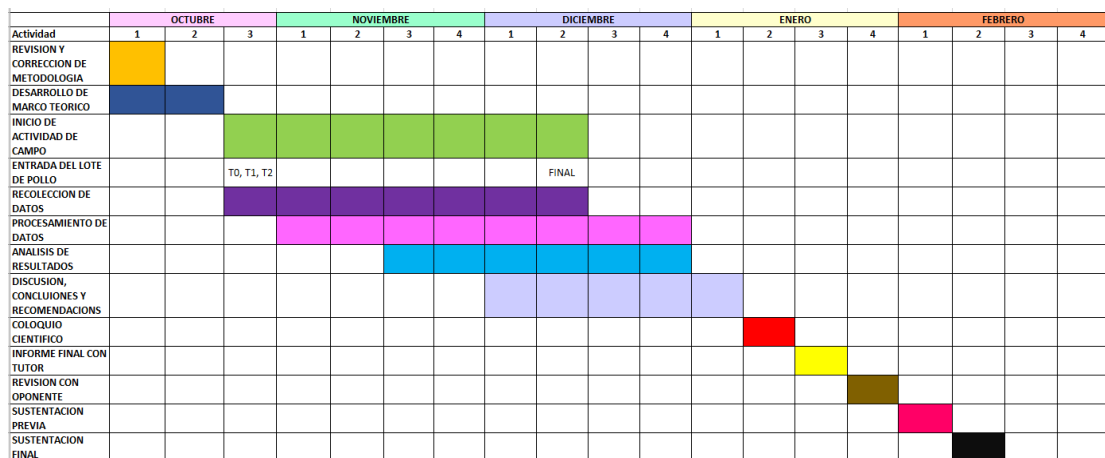 OCTUBRE NOVIEMBRE DICIEMBRE ENERO FEBRERO
Actividad 1 2 3 1 2 3 4 1 2 3 4 1 2 3 4 1 2 3 4
REVISION Y
CORRECCION DE
METODOLOGIA
DESARROLLO DE
MARCO TEORICO
INICIO DE
ACTIVIDAD DE
CAMPO
ENTRADA DEL LOTE
DE POLLO
T0, T1, T2 FINAL
RECOLECCION DE
DATOS
PROCESAMIENTO DE
DATOS
ANALISIS DE
RESULTADOS
DISCUSION,
CONCLUIONES Y
RECOMENDACIONS
COLOQUIO
CIENTIFICO
INFORME FINAL CON
TUTOR
REVISION CON
OPONENTE
SUSTENTACION
PREVIA
SUSTENTACION
FINAL